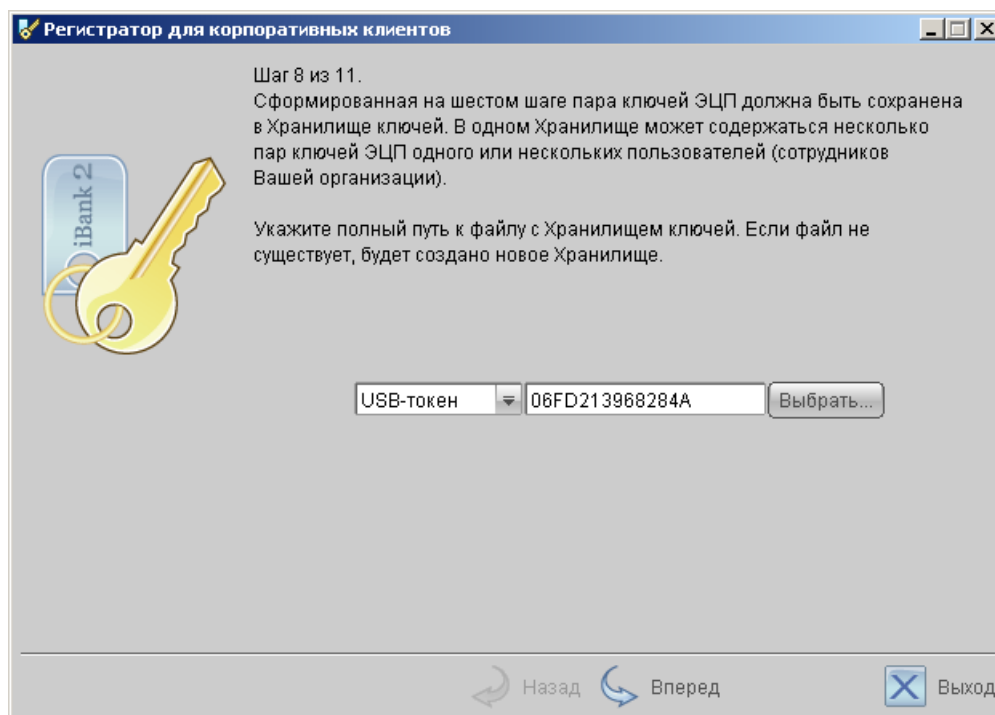 Регистратор для корпоративных клиентов
Шаг 8 из 11.
Сформированная на шестом шаге пара ключей ЭЦП должна быть сохранена
в Хранилище ключей. В одном Хранилище может содержаться несколько
пар ключей ЭЦП одного или нескольких пользователей (сотрудников
Вашей организации).
iBank 2
Укажите полный путь к файлу с Хранилищем ключей. Если файл не
существует, будет создано новое Хранилище.
USB-токен 06FD213968284A Выбрать...
Назад Вперед Выход